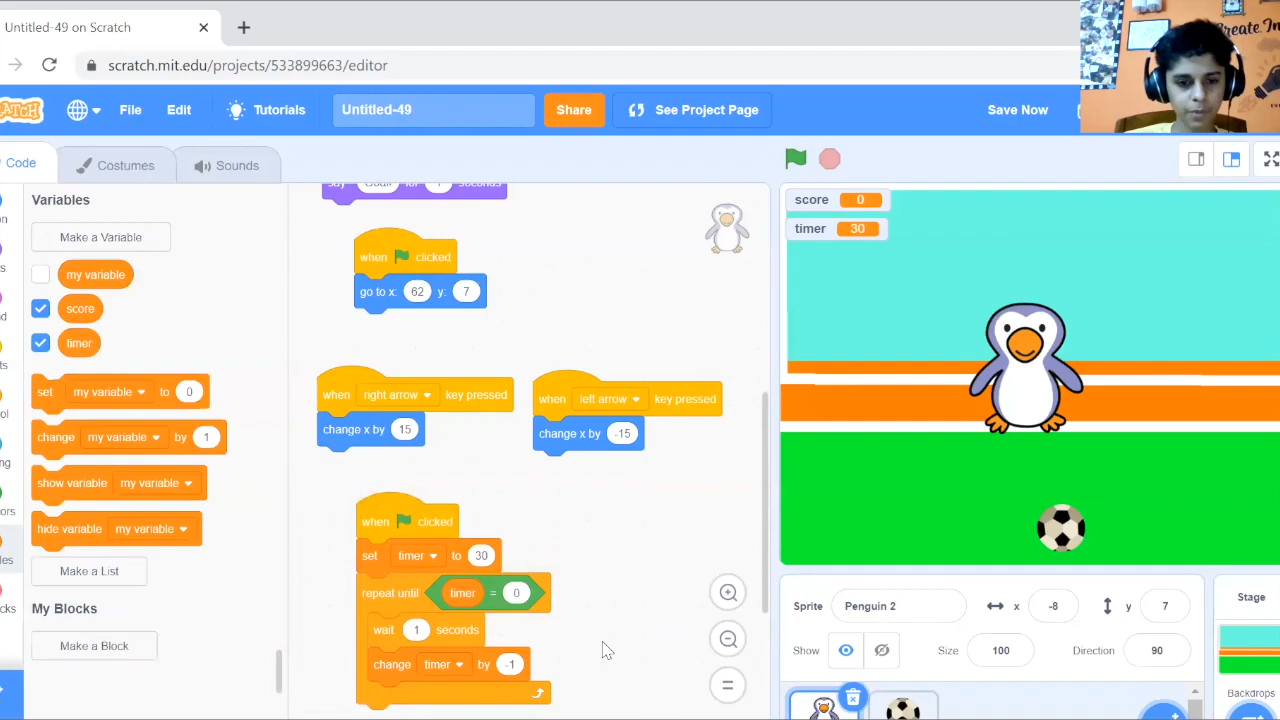 Untitled-49 on Scratch
scratch.mit.edu/projects/533899663/editor
File Edit Tutorials Untitled-49 Share See Project Page Save Now
Code Costumes Sounds
Variables
Make a Variable
my variable
score
timer
set my variable to 0
change my variable by 1
show variable my variable
hide variable my variable
Make a List
My Blocks
Make a Block
when clicked
go to x: 62 y: 7
when right arrow key pressed
change x by 15
when left arrow key pressed
change x by -15
when clicked
set timer to 30
repeat until timer = 0
wait 1 seconds
change timer by -1
score 0
timer 30
Sprite Penguin 2 x -8 y 7
Show Size 100 Direction 90
Stage
Backdrops